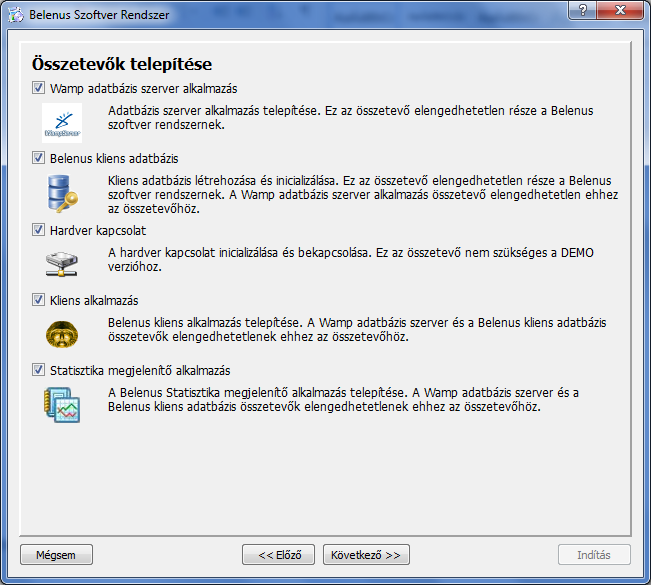 Belenus Szoftver Rendszer
Összetevők telepítése
Wamp adatbázis szerver alkalmazás
Adatbázis szerver alkalmazás telepítése. Ez az összetevő elengedhetetlen része a Belenus
szoftver rendszernek.
WampServer
Belenus kliens adatbázis
Kliens adatbázis létrehozása és inicializálása. Ez az összetevő elengedhetetlen része a Belenus
szoftver rendszernek. A Wamp adatbázis szerver alkalmazás összetevő elengedhetetlen ehhez
az összetevőhöz.
Hardver kapcsolat
A hardver kapcsolat inicializálása és bekapcsolása. Ez az összetevő nem szükséges a DEMO
verzióhoz.
Kliens alkalmazás
Belenus kliens alkalmazás telepítése. A Wamp adatbázis szerver és a Belenus kliens adatbázis
összetevők elengedhetetlenek ehhez az összetevőhöz.
Statisztika megjelenítő alkalmazás
A Belenus Statisztika megjelenítő alkalmazás telepítése. A Wamp adatbázis szerver és a
Belenus kliens adatbázis összetevők elengedhetetlenek ehhez az összetevőhöz.
Mégsem
<< Előző
Következő >>
Indítás